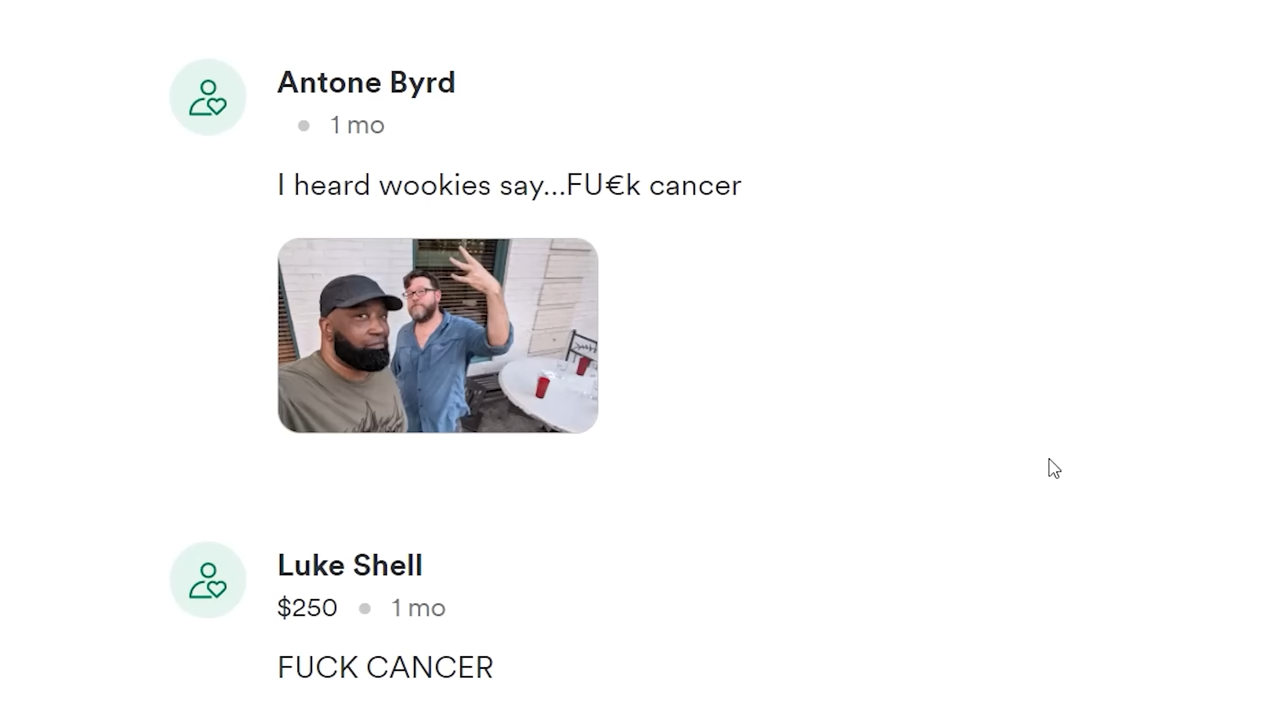 Antone Byrd
1 mo
I heard wookies say...FU€k cancer
Luke Shell
$250 1 mo
FUCK CANCER